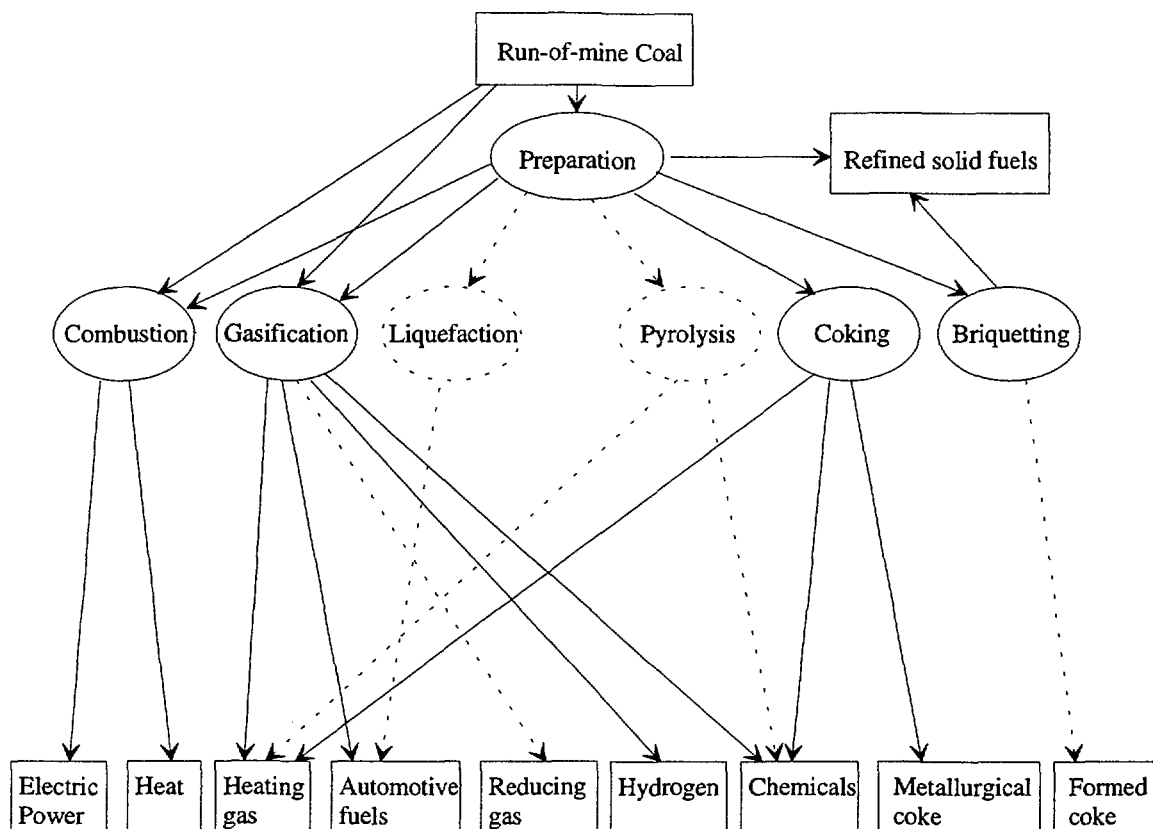 Run-of-mine Coal
Preparation
Refined solid fuels
Combustion
Gasification
Liquefaction
Pyrolysis
Coking
Briquetting
Electric
Power
Heat
Heating
gas
Automotive
fuels
Reducing
gas
Hydrogen
Chemicals
Metallurgical
coke
Formed
coke